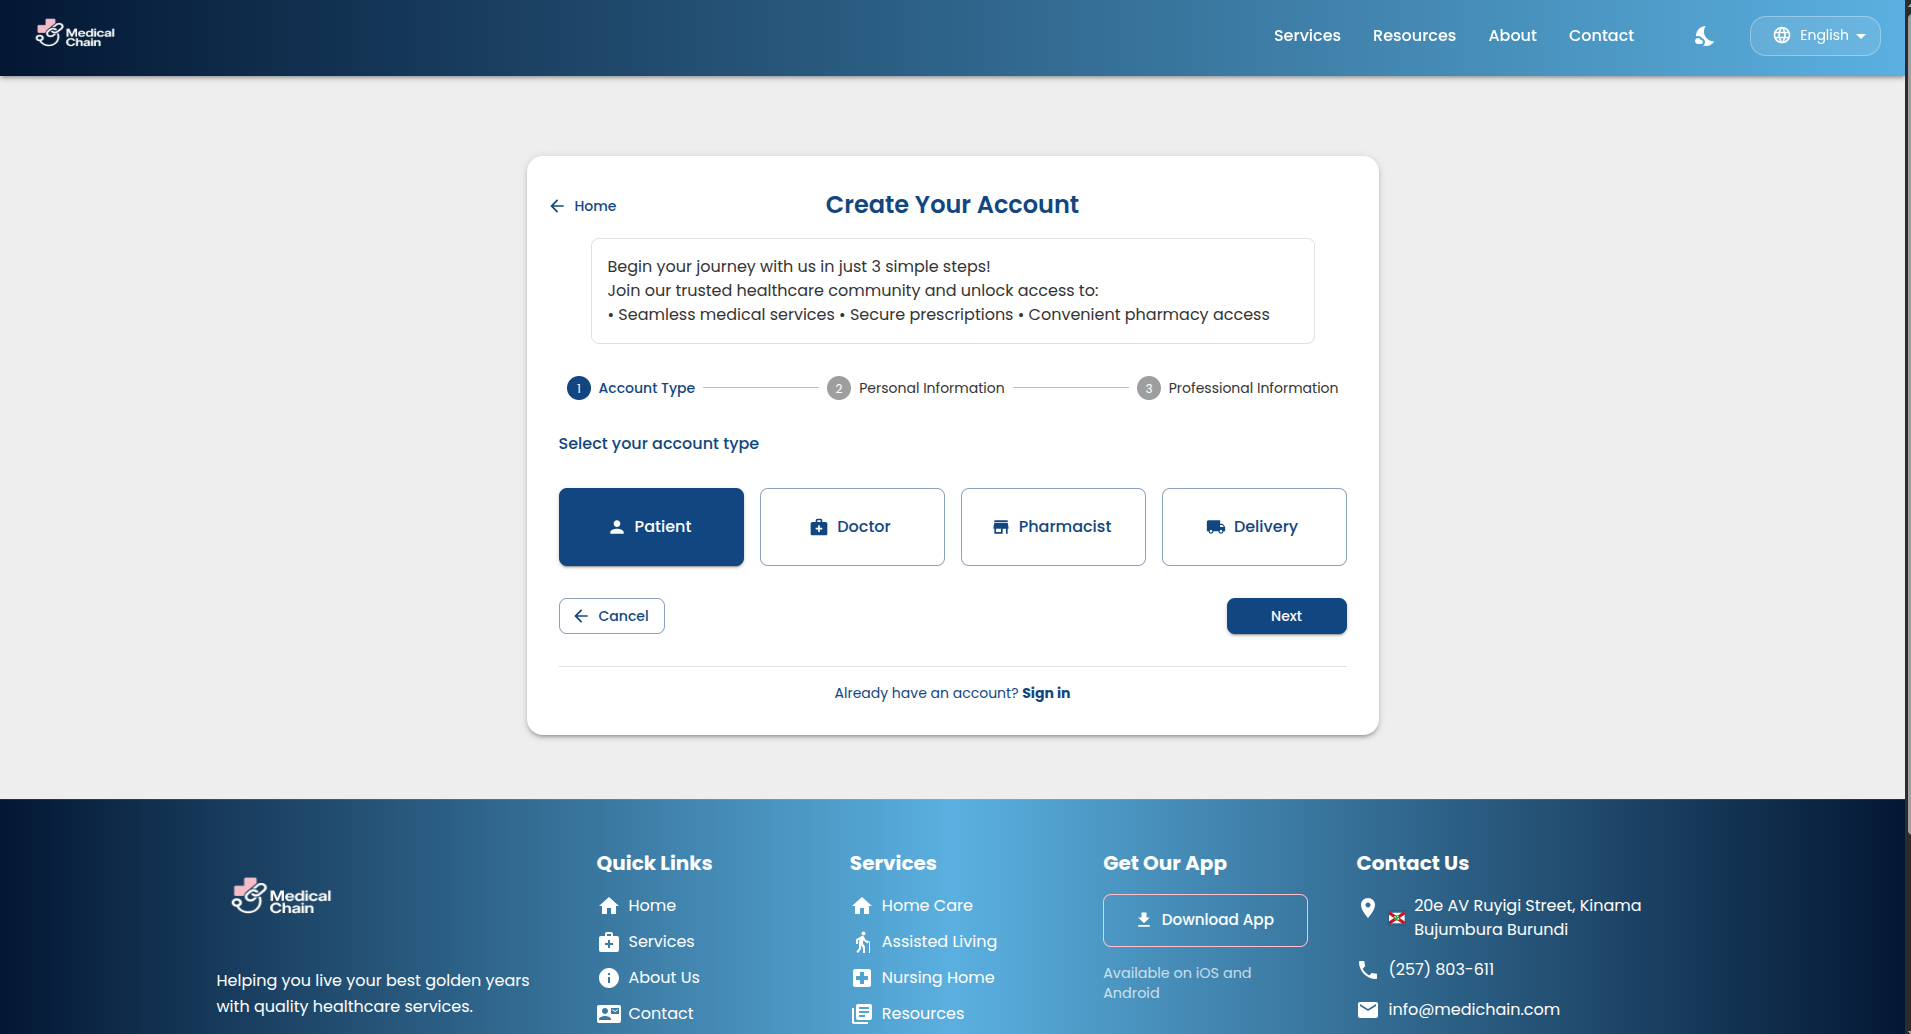 Medical
Chain
Services
Resources
About
Contact
English
Home
Create Your Account
Begin your journey with us in just 3 simple steps!
Join our trusted healthcare community and unlock access to:
• Seamless medical services • Secure prescriptions • Convenient pharmacy access
1 Account Type
2 Personal Information
3 Professional Information
Select your account type
Patient
Doctor
Pharmacist
Delivery
Cancel
Next
Already have an account? Sign in
Medical
Chain
Helping you live your best golden years
with quality healthcare services.
Quick Links
Home
Services
About Us
Contact
Services
Home Care
Assisted Living
Nursing Home
Resources
Get Our App
Download App
Available on iOS and
Android
Contact Us
20e AV Ruyigi Street, Kinama
Bujumbura Burundi
(257) 803-611
info@medichain.com